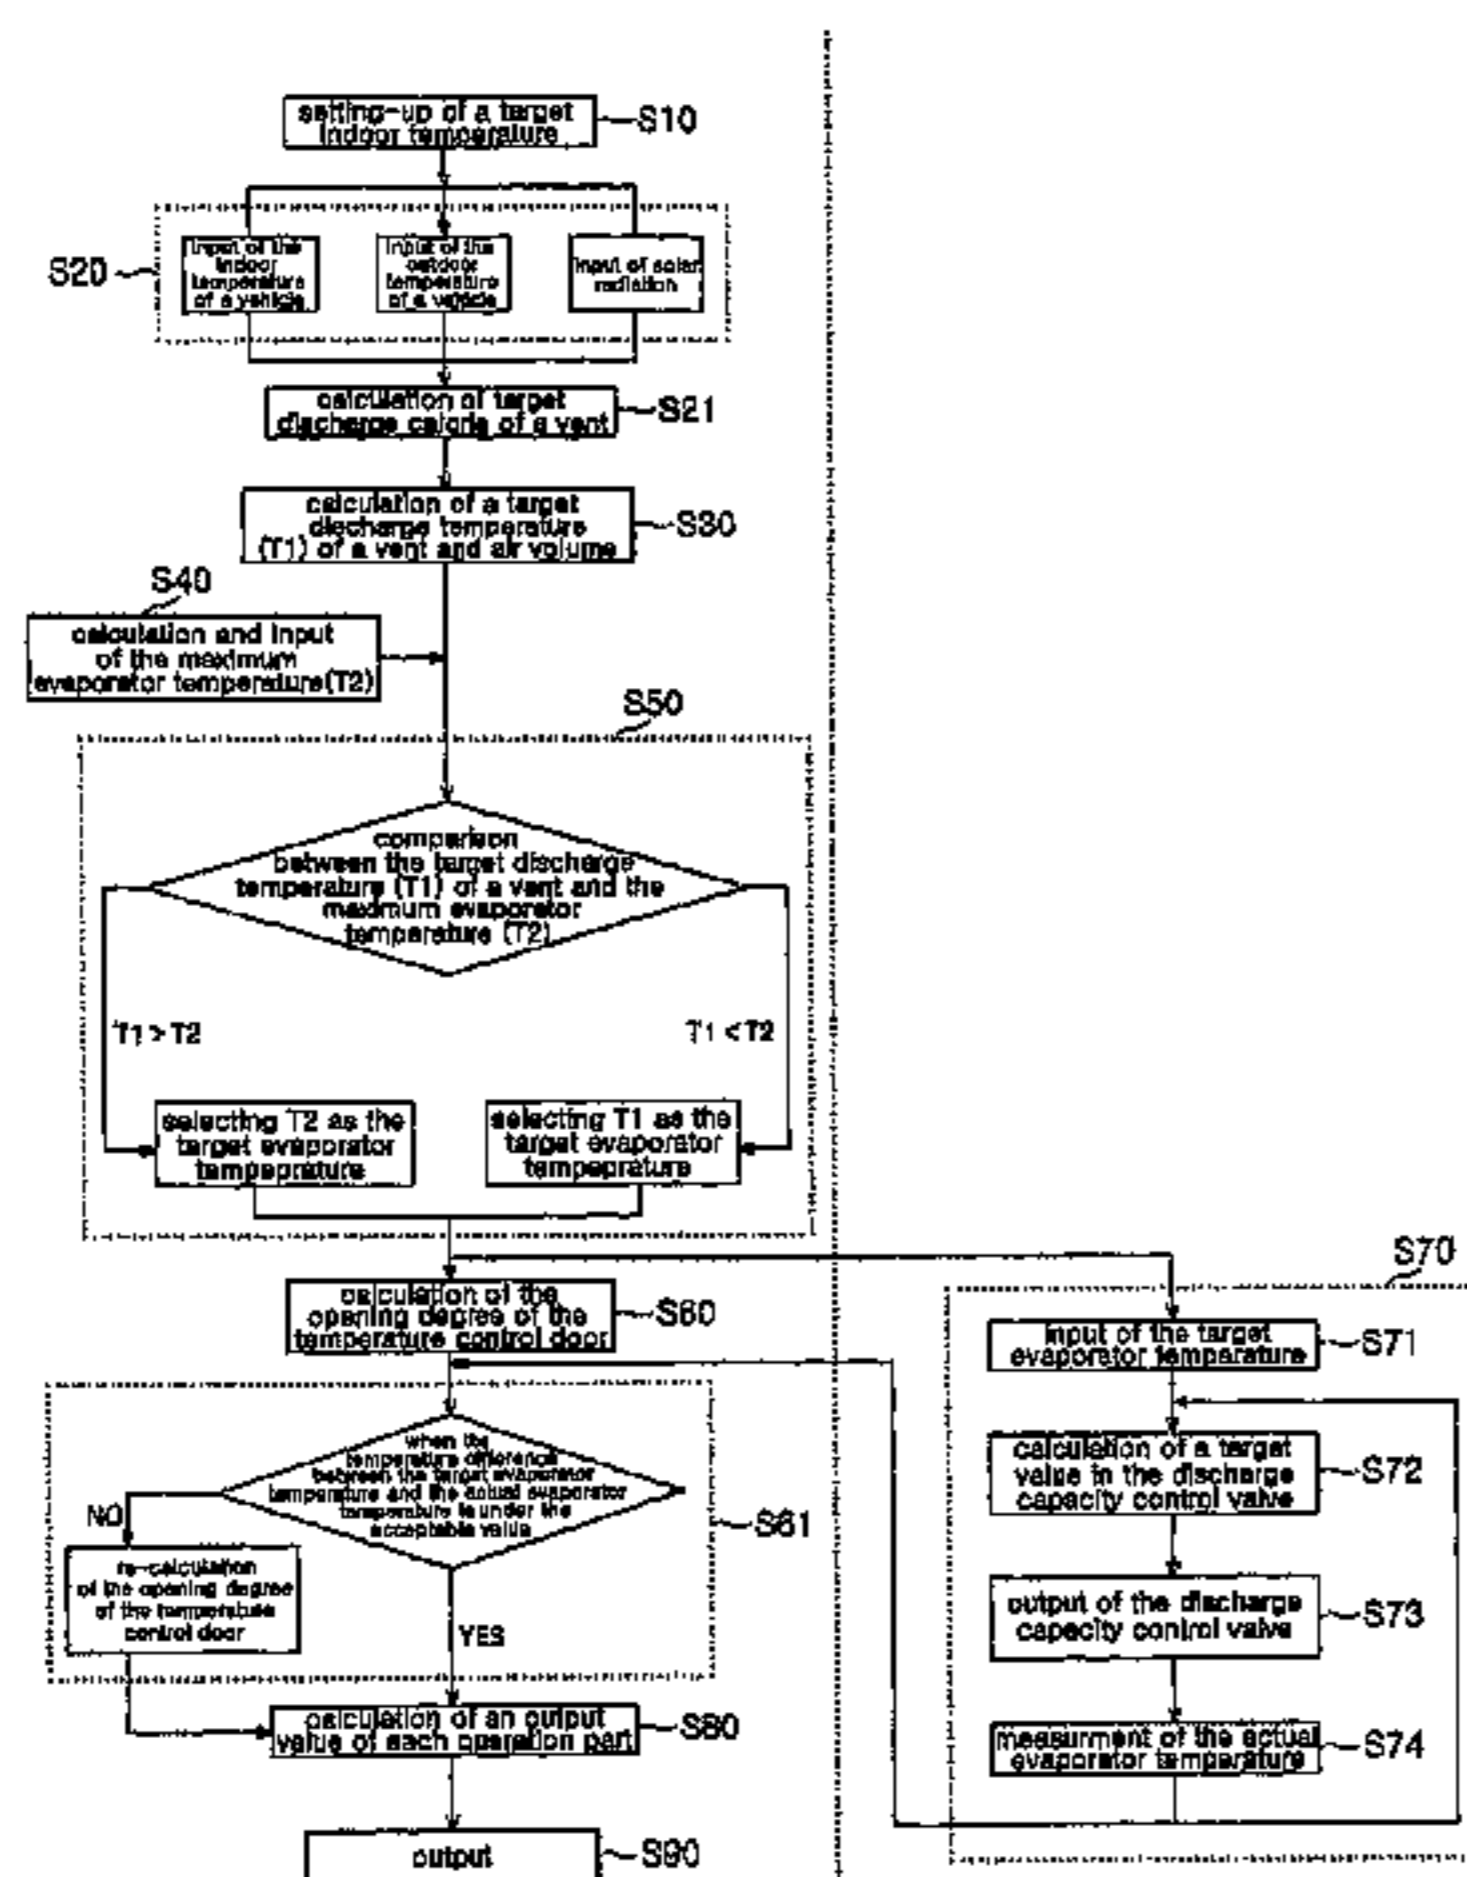 setting-up of a target
indoor temperature
S10
S20
input of the
indoor
temperature
of a vehicle
input of the
outdoor
temperature
of a vehicle
input of solar
radiation
calculation of target
discharge calorie of a vent
S21
calculation of a target
discharge temperature
(T1) of a vent and air volume
S30
S40
calculation and input
of the maximum
evaporator temperature(T2)
S50
comparison
between the target discharge
temperature (T1) of a vent and the
maximum evaporator
temperature (T2)
T1 > T2
T1 < T2
selecting T2 as the
target evaporator
tempeprature
selecting T1 as the
target evaporator
tempeprature
calculation of the
opening degree of the
temperature control door
S60
S70
input of the target
evaporator temperature
S71
when the
temperature difference
between the target evaporator
temperature and the actual evaporator
temperature is under the
acceptable value
S61
NO
re-calculation
of the opening degree
of the temperature
control door
YES
calculation of a target
value in the discharge
capacity control valve
S72
output of the discharge
capacity control valve
S73
calculation of an output
value of each operation part
S80
measurment of the actual
evaporator temperature
S74
output
S90